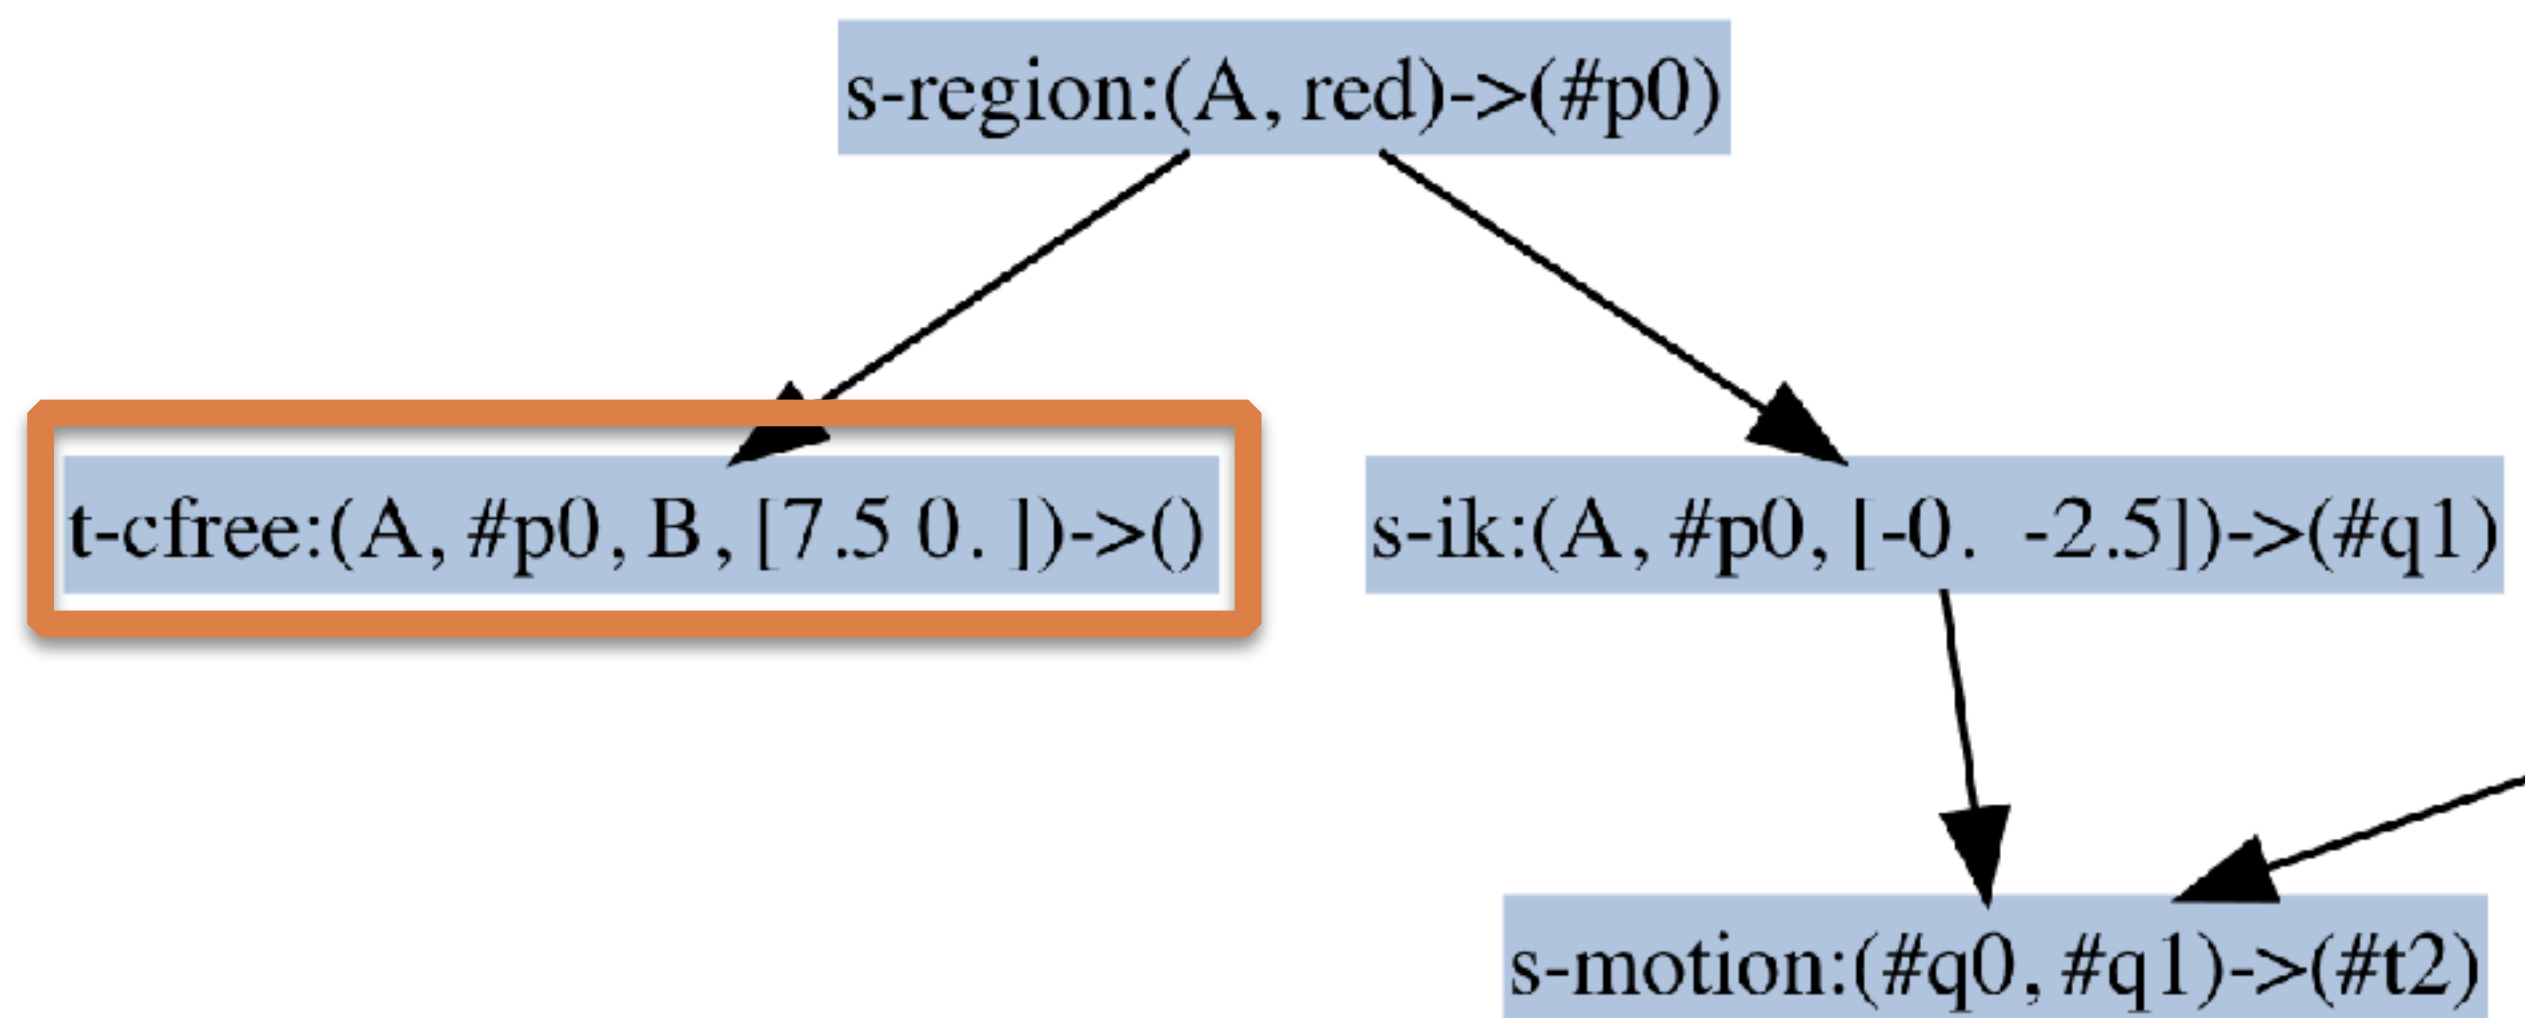 s-region:(A, red)->(#p0)
t-cfree:(A, #p0, B, [7.5 0. ])->()
s-ik:(A, #p0, [-0.  -2.5])->(#q1)
s-motion:(#q0, #q1)->(#t2)